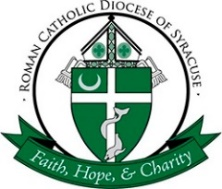 · ROMAN CATHOLIC DIOCESE OF SYRACUSE ·
Faith, Hope, & Charity